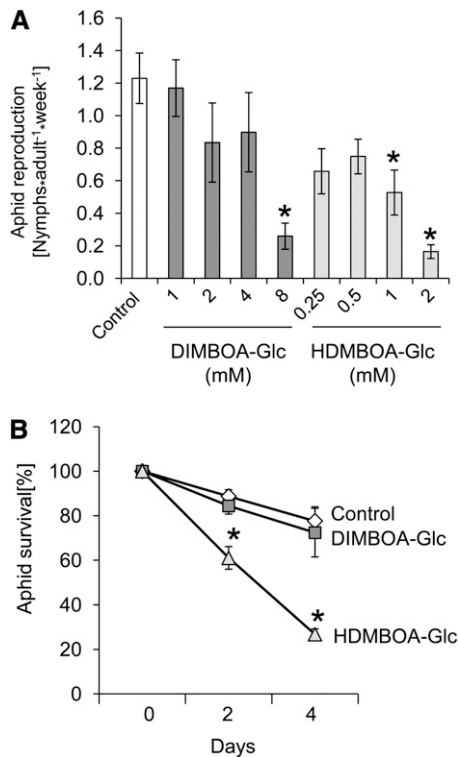 A
Aphid reproduction
[Nymphs*adult⁻¹*week⁻¹]
1.6
1.4
1.2
1.0
0.8
0.6
0.4
0.2
0.0
*
*
*
Control
1
2
4
8
0.25
0.5
1
2
DIMBOA-Glc
(mM)
HDMBOA-Glc
(mM)
B
Aphid survival[%]
120
100
80
60
40
20
0
Control
DIMBOA-Glc
*
*
HDMBOA-Glc
0
2
4
Days